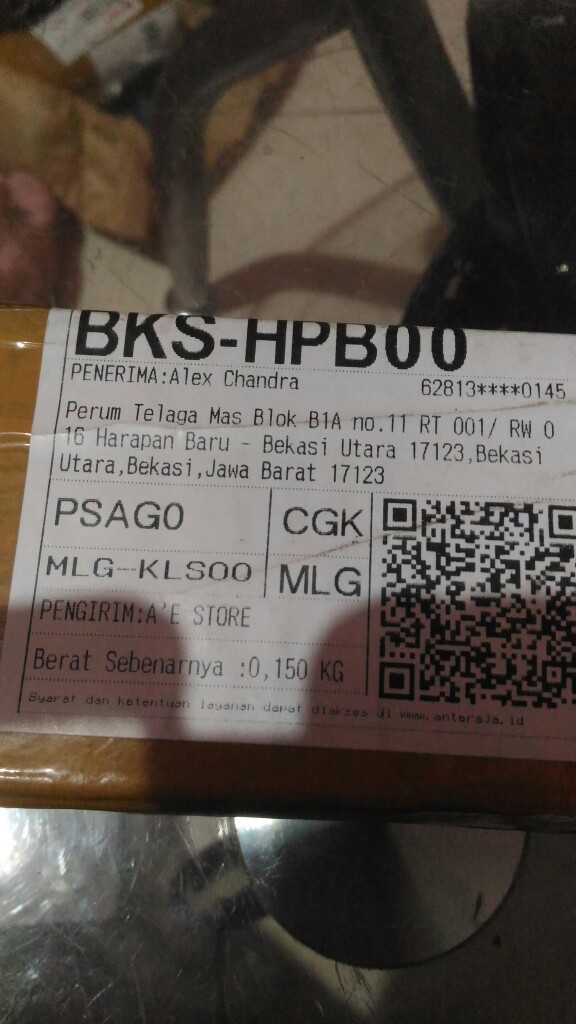 BKS-HPB00
PENERIMA:Alex Chandra 62813****0145
Perum Telaga Mas Blok B1A no.11 RT 001/ RW 0
16 Harapan Baru - Bekasi Utara 17123,Bekasi
Utara,Bekasi,Jawa Barat 17123
PSAG0 CGK
MLG-KLS00 MLG
PENGIRIM:A'E STORE
Berat Sebenarnya :0,150 KG
Syarat dan ketentuan layanan dapat diakses di www.anteraja.id